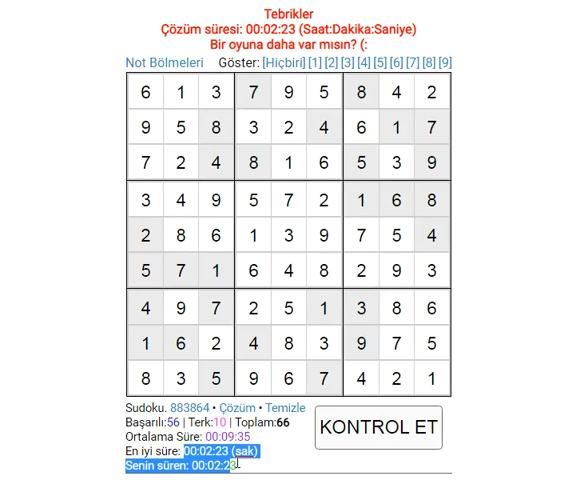 Tebrikler
Çözüm süresi: 00:02:23 (Saat:Dakika:Saniye)
Bir oyuna daha var mısın? (:
Not Bölmeleri Göster: [Hiçbiri] [1] [2] [3] [4] [5] [6] [7] [8] [9]
6 1 3 7 9 5 8 4 2
9 5 8 3 2 4 6 1 7
7 2 4 8 1 6 5 3 9
3 4 9 5 7 2 1 6 8
2 8 6 1 3 9 7 5 4
5 7 1 6 4 8 2 9 3
4 9 7 2 5 1 3 8 6
1 6 2 4 8 3 9 7 5
8 3 5 9 6 7 4 2 1
Sudoku. 883864 • Çözüm • Temizle
Başarılı:56 | Terk:10 | Toplam:66
Ortalama Süre: 00:09:35
En iyi süre: 00:02:23 (sak)
Senin süren: 00:02:23
KONTROL ET